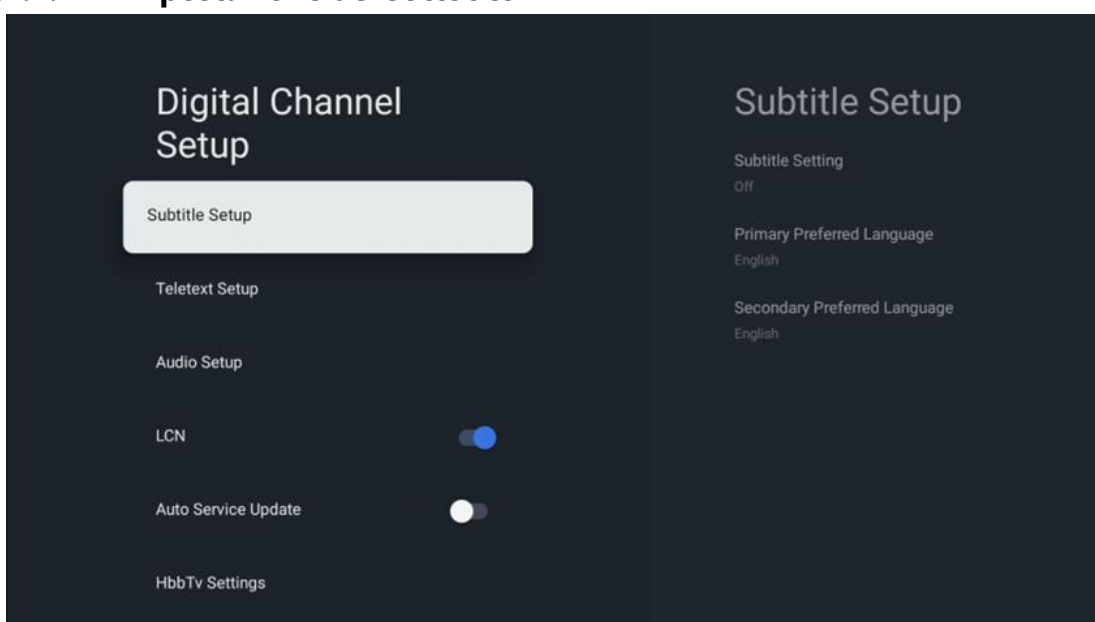 Digital Channel
Setup
Subtitle Setup
Teletext Setup
Audio Setup
LCN
Auto Service Update
HbbTv Settings
Subtitle Setup
Subtitle Setting
Off
Primary Preferred Language
English
Secondary Preferred Language
English